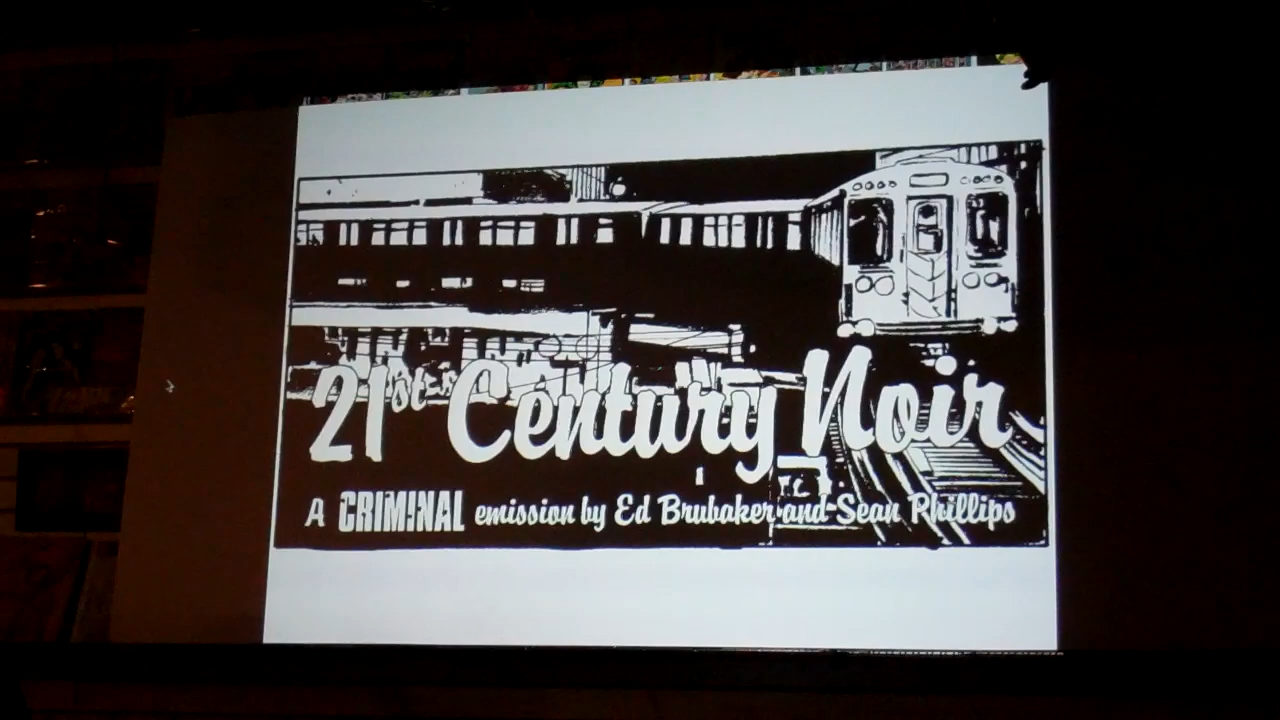 21st Century Noir
A CRIMINAL emission by Ed Brubaker and Sean Phillips